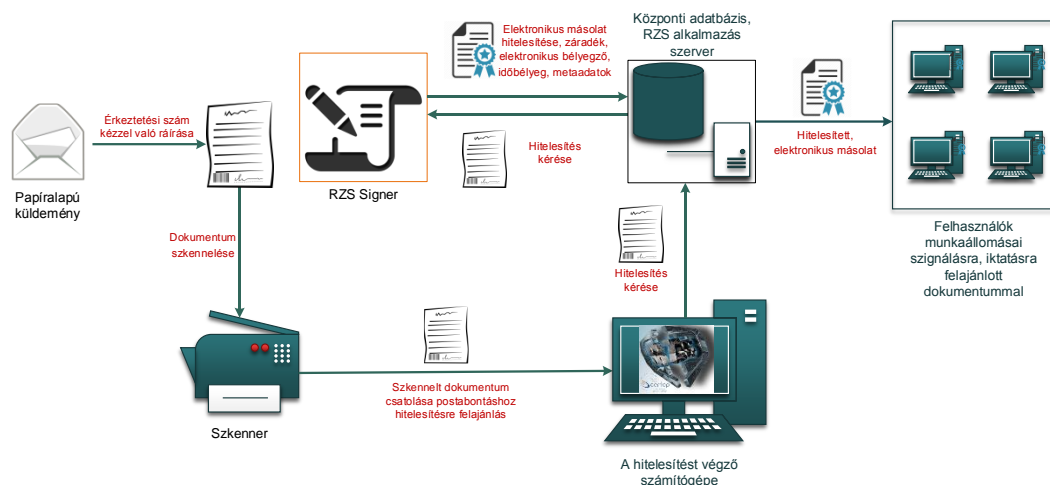 Központi adatbázis,
RZS alkalmazás
szerver
Elektronikus másolat
hitelesítése, záradék,
elektronikus bélyegző,
időbélyeg, metaadatok
Érkeztetési szám
kézzel való ráírása
Hitelesítés
kérése
Hitelesített,
elektronikus másolat
Papíralapú
küldemény
RZS Signer
Felhasználók
munkaállomásai
szignálásra, iktatásra
felajánlott
dokumentummal
Dokumentum
szkennelése
Hitelesítés
kérése
Szkennelt dokumentum
csatolása postabontáshoz
hitelesítésre felajánlás
Szkenner
A hitelesítést végző
számítógépe